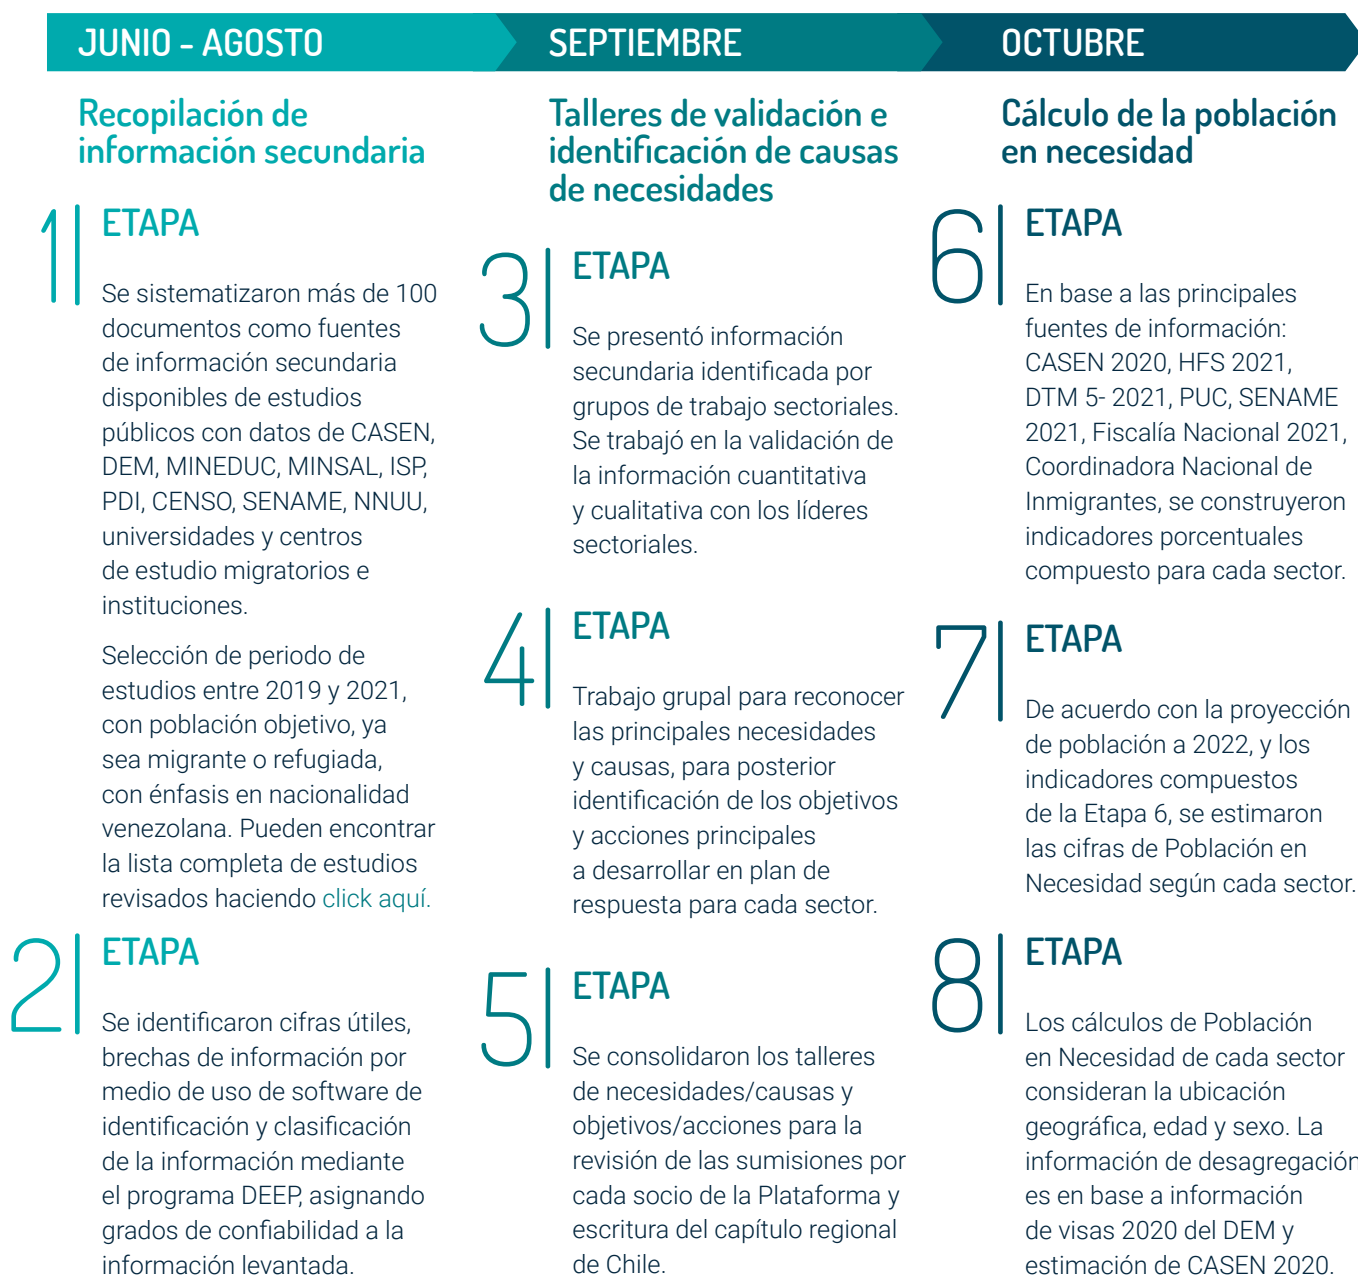 JUNIO - AGOSTO
Recopilación de
información secundaria
1
ETAPA
Se sistematizaron más de 100
documentos como fuentes
de información secundaria
disponibles de estudios
públicos con datos de CASEN,
DEM, MINEDUC, MINSAL, ISP,
PDI, CENSO, SENAME, NNUU,
universidades y centros
de estudio migratorios e
instituciones.
Selección de periodo de
estudios entre 2019 y 2021,
con población objetivo, ya
sea migrante o refugiada,
con énfasis en nacionalidad
venezolana. Pueden encontrar
la lista completa de estudios
revisados haciendo click aquí.
2
ETAPA
Se identificaron cifras útiles,
brechas de información por
medio de uso de software de
identificación y clasificación
de la información mediante
el programa DEEP, asignando
grados de confiabilidad a la
información levantada.
SEPTIEMBRE
Talleres de validación e
identificación de causas
de necesidades
3
ETAPA
Se presentó información
secundaria identificada por
grupos de trabajo sectoriales.
Se trabajó en la validación de
la información cuantitativa
y cualitativa con los líderes
sectoriales.
4
ETAPA
Trabajo grupal para reconocer
las principales necesidades
y causas, para posterior
identificación de los objetivos
y acciones principales
a desarrollar en plan de
respuesta para cada sector.
5
ETAPA
Se consolidaron los talleres
de necesidades/causas y
objetivos/acciones para la
revisión de las sumisiones por
cada socio de la Plataforma y
escritura del capítulo regional
de Chile.
OCTUBRE
Cálculo de la población
en necesidad
6
ETAPA
En base a las principales
fuentes de información:
CASEN 2020, HFS 2021,
DTM 5- 2021, PUC, SENAME
2021, Fiscalía Nacional 2021,
Coordinadora Nacional de
Inmigrantes, se construyeron
indicadores porcentuales
compuesto para cada sector.
7
ETAPA
De acuerdo con la proyección
de población a 2022, y los
indicadores compuestos
de la Etapa 6, se estimaron
las cifras de Población en
Necesidad según cada sector.
8
ETAPA
Los cálculos de Población
en Necesidad de cada sector
consideran la ubicación
geográfica, edad y sexo. La
información de desagregación
es en base a información
de visas 2020 del DEM y
estimación de CASEN 2020.